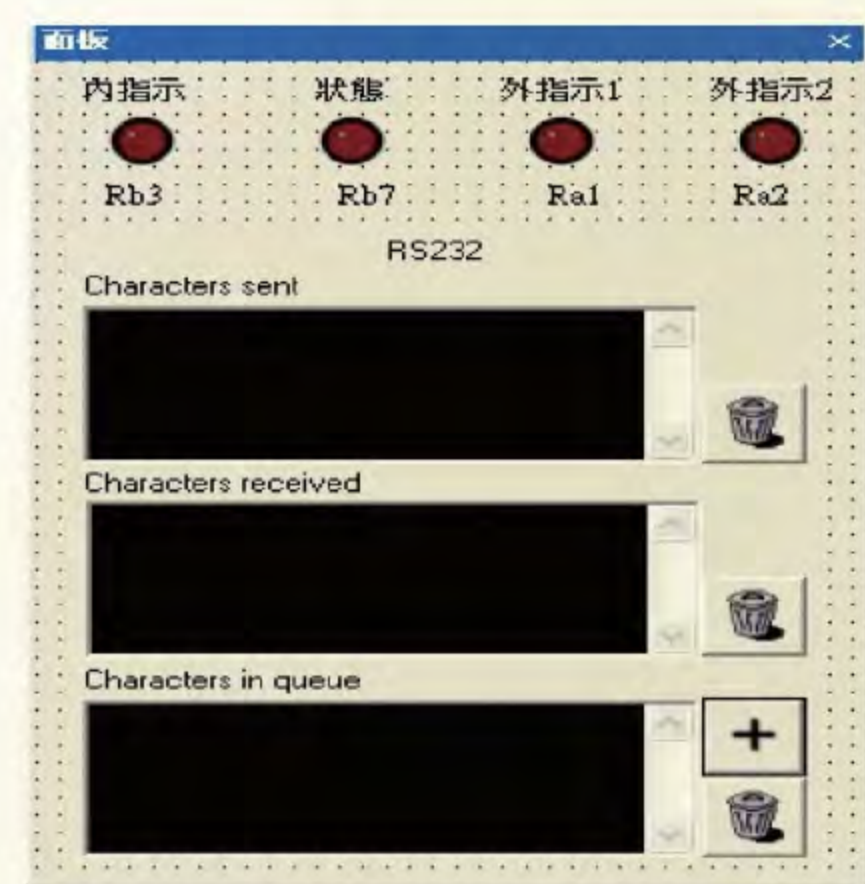 面板
內指示 狀態 外指示1 外指示2
Rb3 Rb7 Ra1 Ra2
RS232
Characters sent
Characters received
Characters in queue